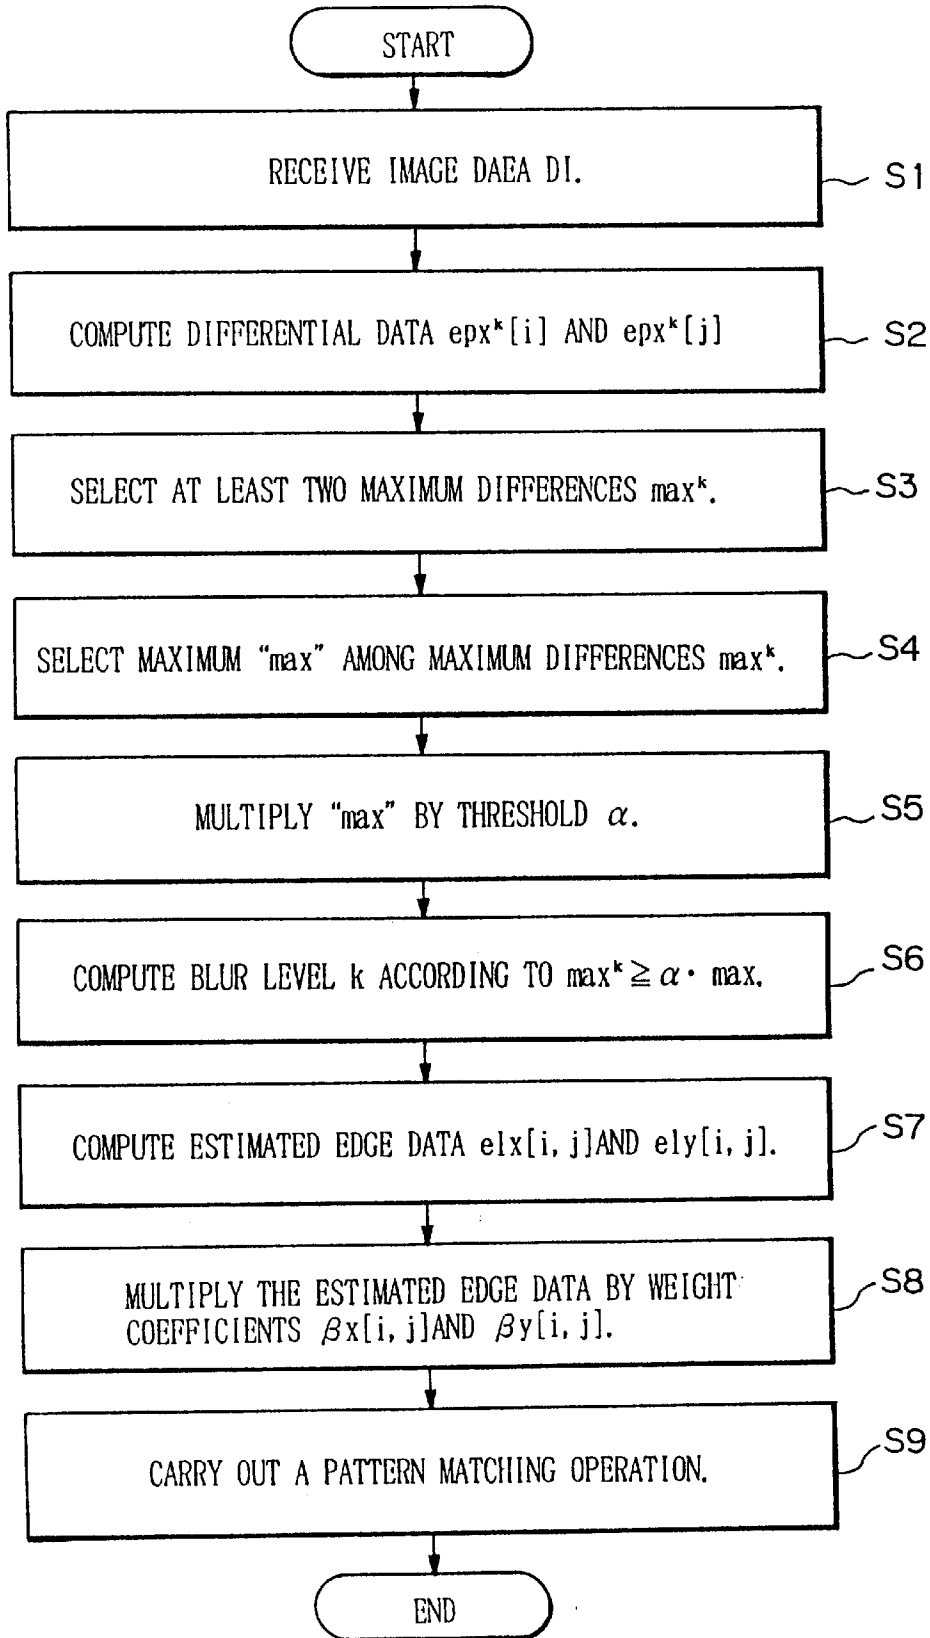 START
RECEIVE IMAGE DAEA DI.
S1
COMPUTE DIFFERENTIAL DATA epxᵏ[i] AND epxᵏ[j]
S2
SELECT AT LEAST TWO MAXIMUM DIFFERENCES maxᵏ.
S3
SELECT MAXIMUM “max” AMONG MAXIMUM DIFFERENCES maxᵏ.
S4
MULTIPLY “max” BY THRESHOLD α.
S5
COMPUTE BLUR LEVEL k ACCORDING TO maxᵏ≧α· max.
S6
COMPUTE ESTIMATED EDGE DATA elx[i, j]AND ely[i, j].
S7
MULTIPLY THE ESTIMATED EDGE DATA BY WEIGHT
COEFFICIENTS βx[i, j]AND βy[i, j].
S8
CARRY OUT A PATTERN MATCHING OPERATION.
S9
END